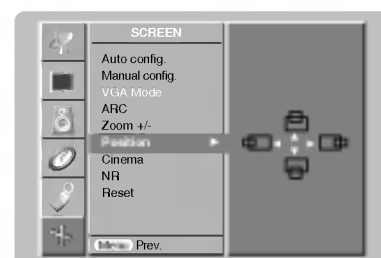 SCREEN
Auto config.
Manual config.
VGA Mode
ARC
Zoom +/-
Position
Cinema
NR
Reset
Menu Prev.